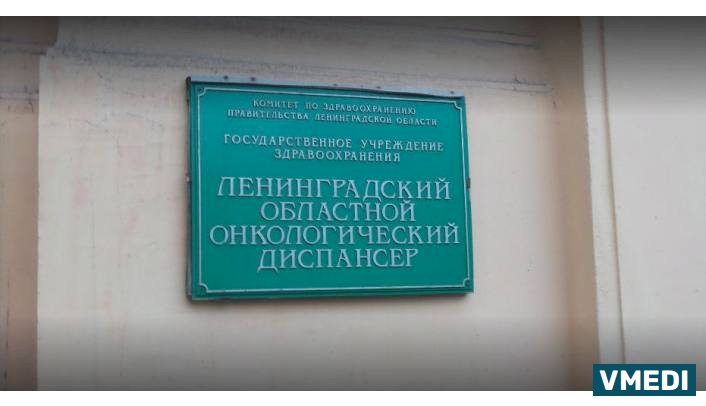 КОМИТЕТ ПО ЗДРАВООХРАНЕНИЮ
ПРАВИТЕЛЬСТВА ЛЕНИНГРАДСКОЙ ОБЛАСТИ
ГОСУДАРСТВЕННОЕ УЧРЕЖДЕНИЕ
ЗДРАВООХРАНЕНИЯ
ЛЕНИНГРАДСКИЙ
ОБЛАСТНОЙ
ОНКОЛОГИЧЕСКИЙ
ДИСПАНСЕР
VMEDI